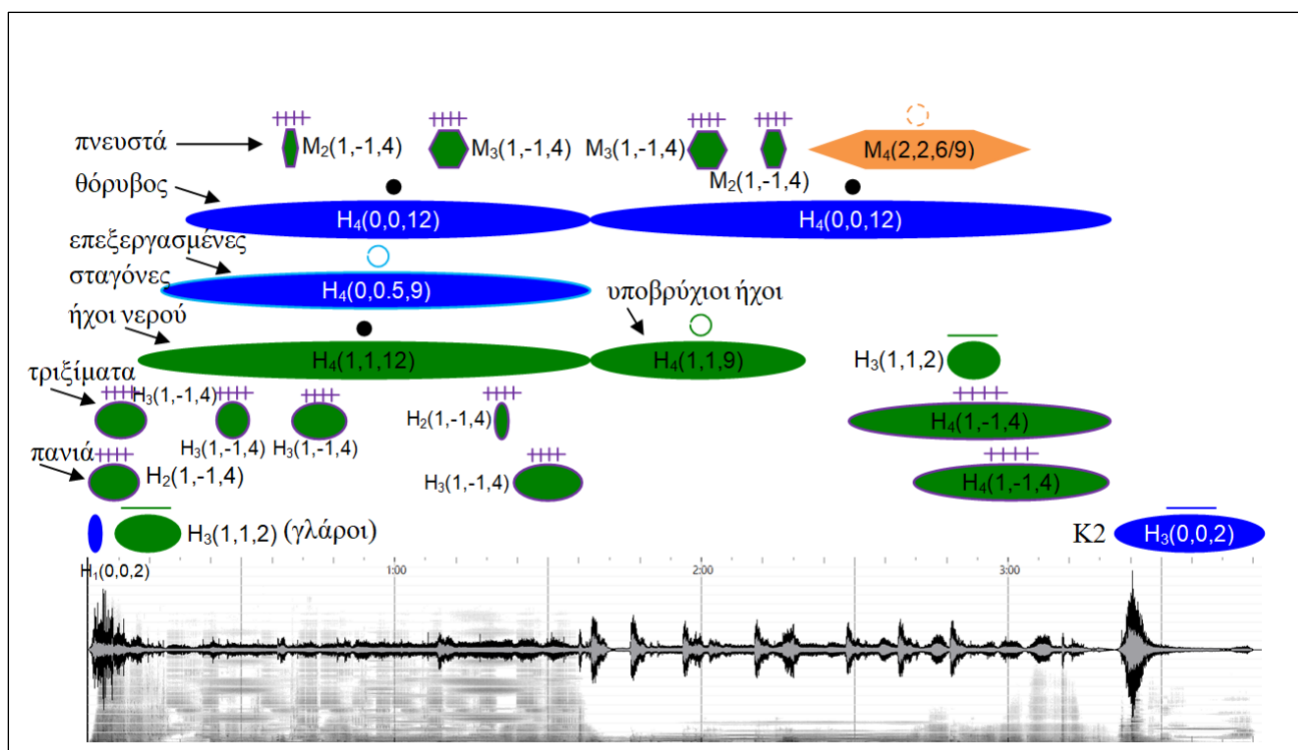 πνευστά
M₂(1,-1,4)
M₃(1,-1,4)
M₃(1,-1,4)
M₂(1,-1,4)
M₄(2,2,6/9)
θόρυβος
H₄(0,0,12)
H₄(0,0,12)
επεξεργασμένες
σταγόνες
H₄(0,0.5,9)
υποβρύχιοι ήχοι
ήχοι νερού
H₄(1,1,12)
H₄(1,1,9)
H₃(1,1,2)
τριξίματα
H₃(1,-1,4)
H₃(1,-1,4)
H₃(1,-1,4)
H₂(1,-1,4)
H₄(1,-1,4)
πανιά
H₂(1,-1,4)
H₃(1,-1,4)
H₄(1,-1,4)
H₃(1,1,2) (γλάροι)
K2
H₃(0,0,2)
H₁(0,0,2)
1:00
2:00
3:00